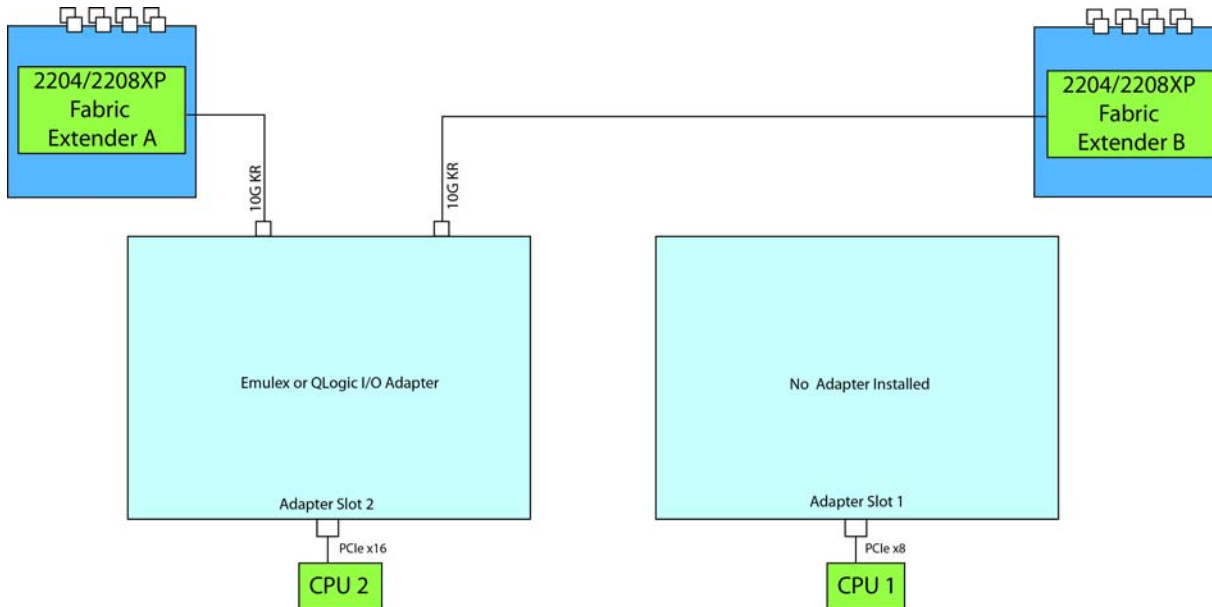 2204/2208XP
Fabric
Extender A
2204/2208XP
Fabric
Extender B
10G KR
10G KR
Emulex or QLogic I/O Adapter
No Adapter Installed
Adapter Slot 2
Adapter Slot 1
PCIe x16
PCIe x8
CPU 2
CPU 1